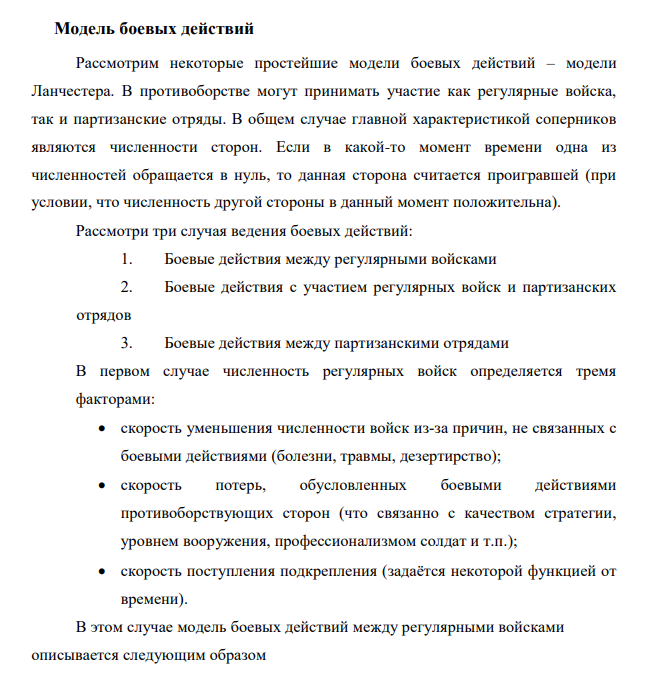 Модель боевых действий
Рассмотрим некоторые простейшие модели боевых действий – модели
Ланчестера. В противоборстве могут принимать участие как регулярные войска,
так и партизанские отряды. В общем случае главной характеристикой соперников
являются численности сторон. Если в какой-то момент времени одна из
численностей обращается в нуль, то данная сторона считается проигравшей (при
условии, что численность другой стороны в данный момент положительна).
Рассмотри три случая ведения боевых действий:
1. Боевые действия между регулярными войсками
2. Боевые действия с участием регулярных войск и партизанских
отрядов
3. Боевые действия между партизанскими отрядами
В первом случае численность регулярных войск определяется тремя
факторами:
• скорость уменьшения численности войск из-за причин, не связанных с
боевыми действиями (болезни, травмы, дезертирство);
• скорость потерь, обусловленных боевыми действиями
противоборствующих сторон (что связанно с качеством стратегии,
уровнем вооружения, профессионализмом солдат и т.п.);
• скорость поступления подкрепления (задаётся некоторой функцией от
времени).
В этом случае модель боевых действий между регулярными войсками
описывается следующим образом